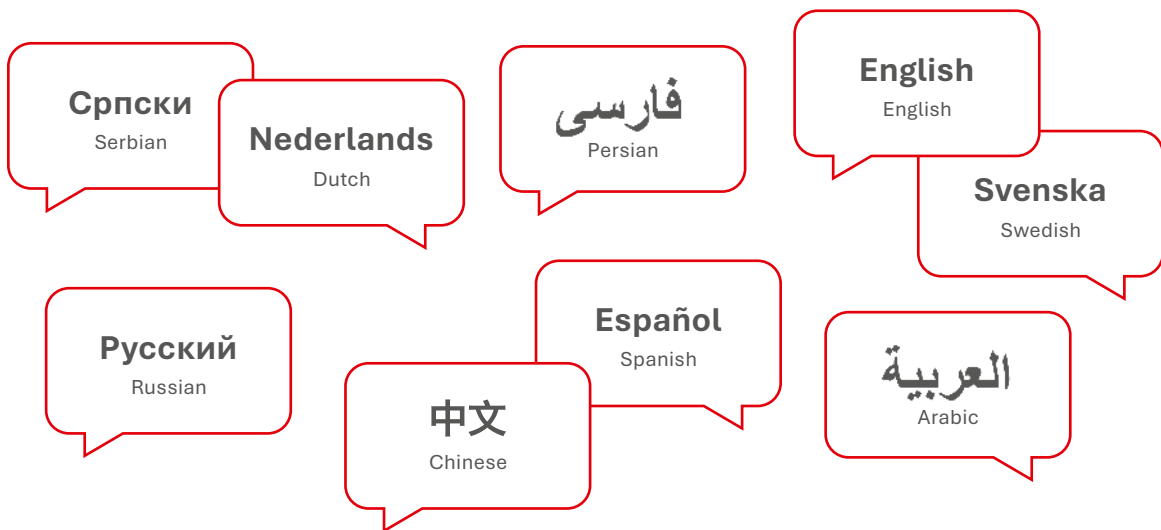 Српски
Serbian
Nederlands
Dutch
فارسی
Persian
English
English
Svenska
Swedish
Русский
Russian
中文
Chinese
Español
Spanish
العربية
Arabic